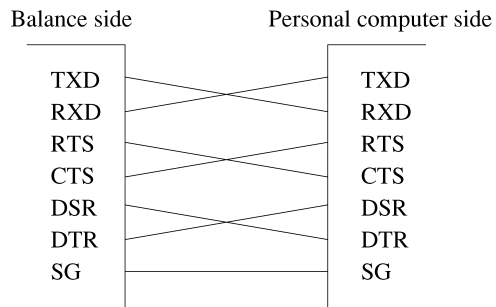 Balance side Personal computer side
TXD TXD
RXD RXD
RTS RTS
CTS CTS
DSR DSR
DTR DTR
SG SG